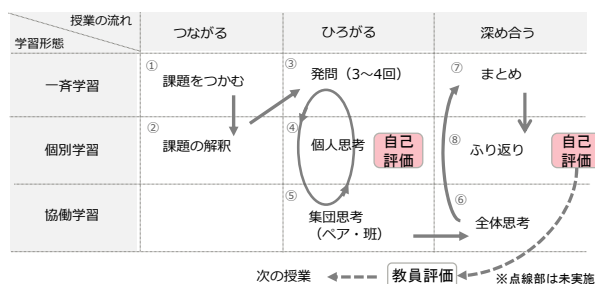 授業の流れ
学習形態
つながる
ひろがる
深め合う
一斉学習
①
課題をつかむ
③
発問（3～4回）
⑦
まとめ
個別学習
②
課題の解釈
④
個人思考
自己
評価
⑧
ふり返り
自己
評価
協働学習
⑤
集団思考
（ペア・班）
⑥
全体思考
次の授業
教員評価
※点線部は未実施